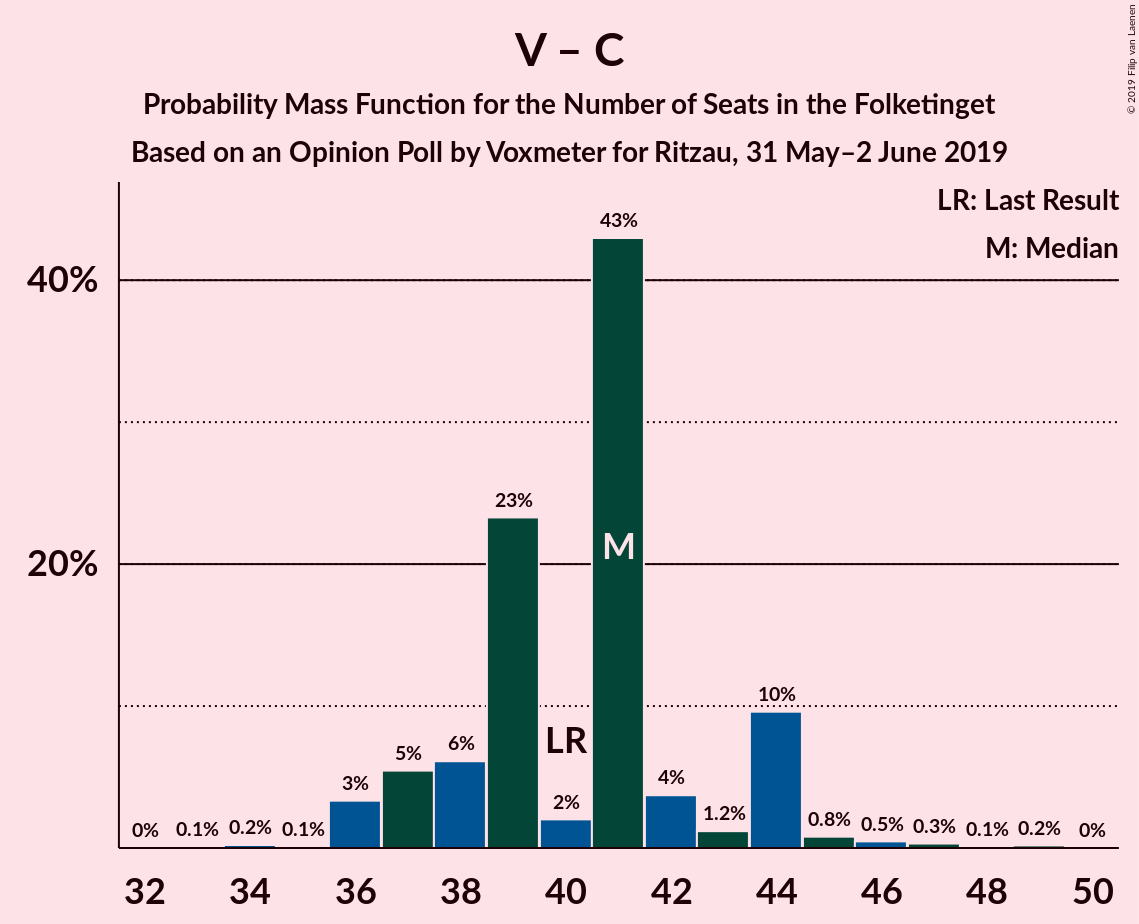 V – C
Probability Mass Function for the Number of Seats in the Folketinget
Based on an Opinion Poll by Voxmeter for Ritzau, 31 May–2 June 2019
© 2019 Filip van Laenen
LR: Last Result
M: Median
40%
20%
0%
0.1%
0.2%
0.1%
3%
5%
6%
23%
2%
LR
43%
M
4%
1.2%
10%
0.8%
0.5%
0.3%
0.1%
0.2%
0%
32 34 36 38 40 42 44 46 48 50